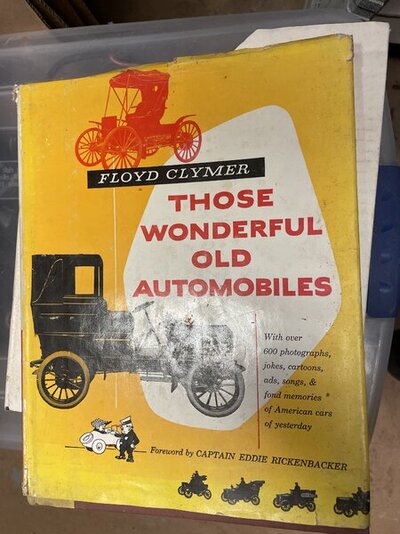 FLOYD CLYMER
THOSE
WONDERFUL
OLD
AUTOMOBILES
With over
600 photographs,
jokes, cartoons,
ads, songs, &
fond memories
of American cars
of yesterday
Foreword by CAPTAIN EDDIE RICKENBACKER